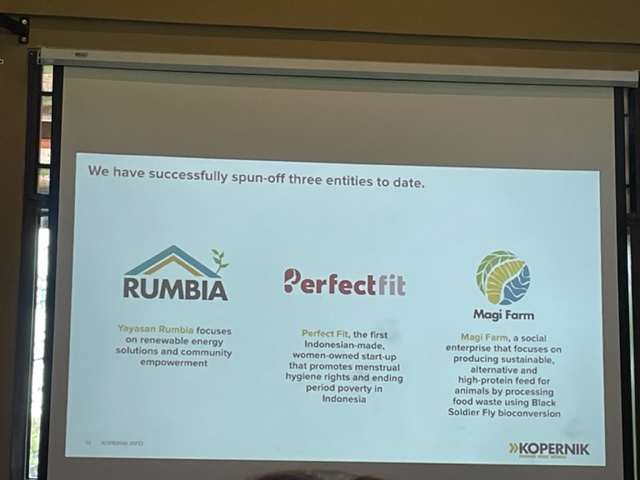 We have successfully spun-off three entities to date.
RUMBIA
Yayasan Rumbia focuses
on renewable energy
solutions and community
empowerment
Perfectfit
Perfect Fit, the first
Indonesian-made,
women-owned start-up
that promotes menstrual
hygiene rights and ending
period poverty in
Indonesia
Magi Farm
Magi Farm, a social
enterprise that focuses on
producing sustainable,
alternative and
high-protein feed for
animals by processing
food waste using Black
Soldier Fly bioconversion
14 KOPERNIK.INFO
»KOPERNIK